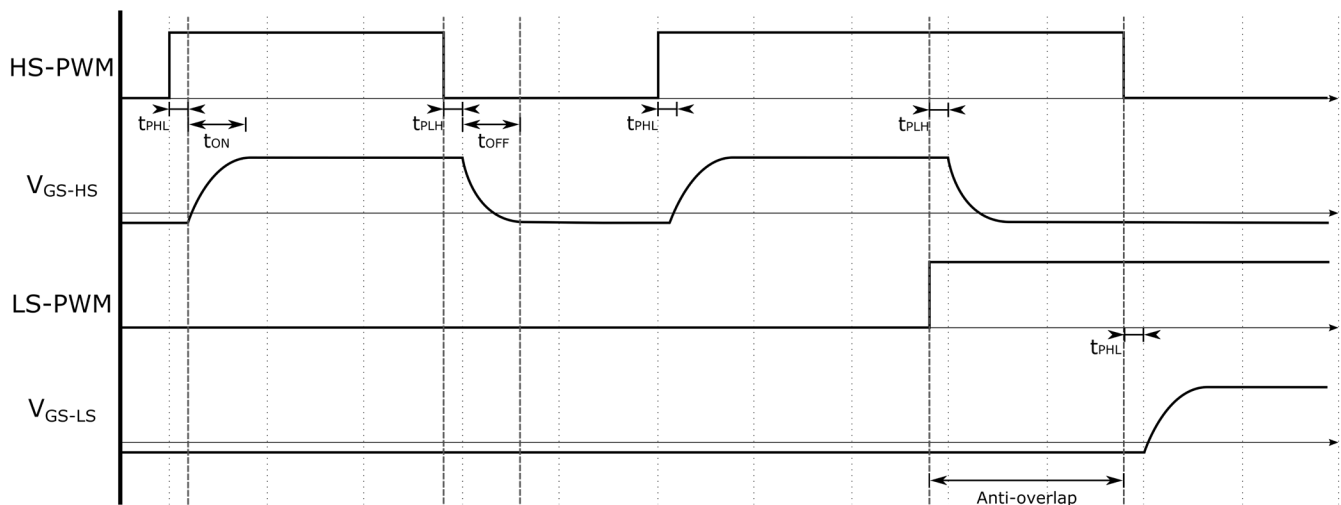 HS-PWM
tPHL
tON
tPLH
tOFF
tPHL
tPLH
VGS-HS
LS-PWM
tPHL
VGS-LS
Anti-overlap